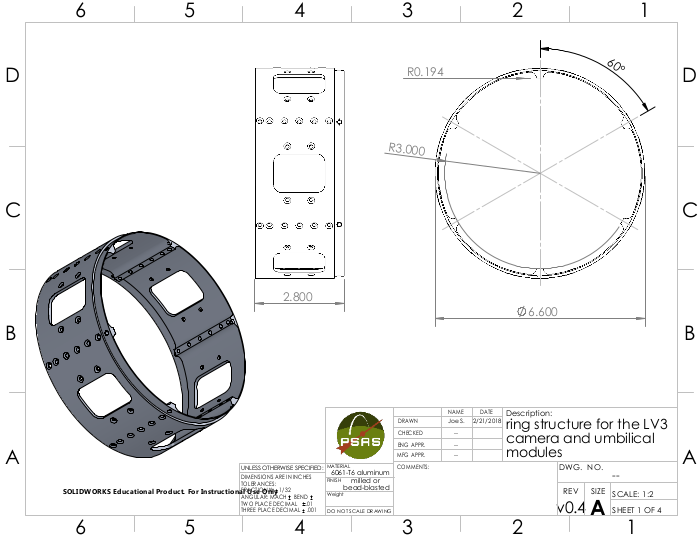 6 5 4 3 2 1
D D
C C
B B
A A
6 5 4 3 2 1
R0.194
60°
R3.000
2.800
Ø6.600
PSAS
NAME DATE
DRAWN Joe S. 2/21/2018
CHECKED --
ENG APPR. --
MFG APPR. --
COMMENTS:
Description:
ring structure for the LV3
camera and umbilical
modules
DWG. NO.
--
REV
v0.4
SIZE
A
SCALE: 1:2
SHEET 1 OF 4
UNLESS OTHERWISE SPECIFIED:
DIMENSIONS ARE IN INCHES
TOLERANCES:
1/32
ANGULAR: MACH ± BEND ±
TWO PLACE DECIMAL ±.01
THREE PLACE DECIMAL ±.001
MATERIAL
6061-T6 aluminum
FINISH
milled or
bead-blasted
Weight
DO NOT SCALE DRAWING
SOLIDWORKS Educational Product. For Instructional Use Only